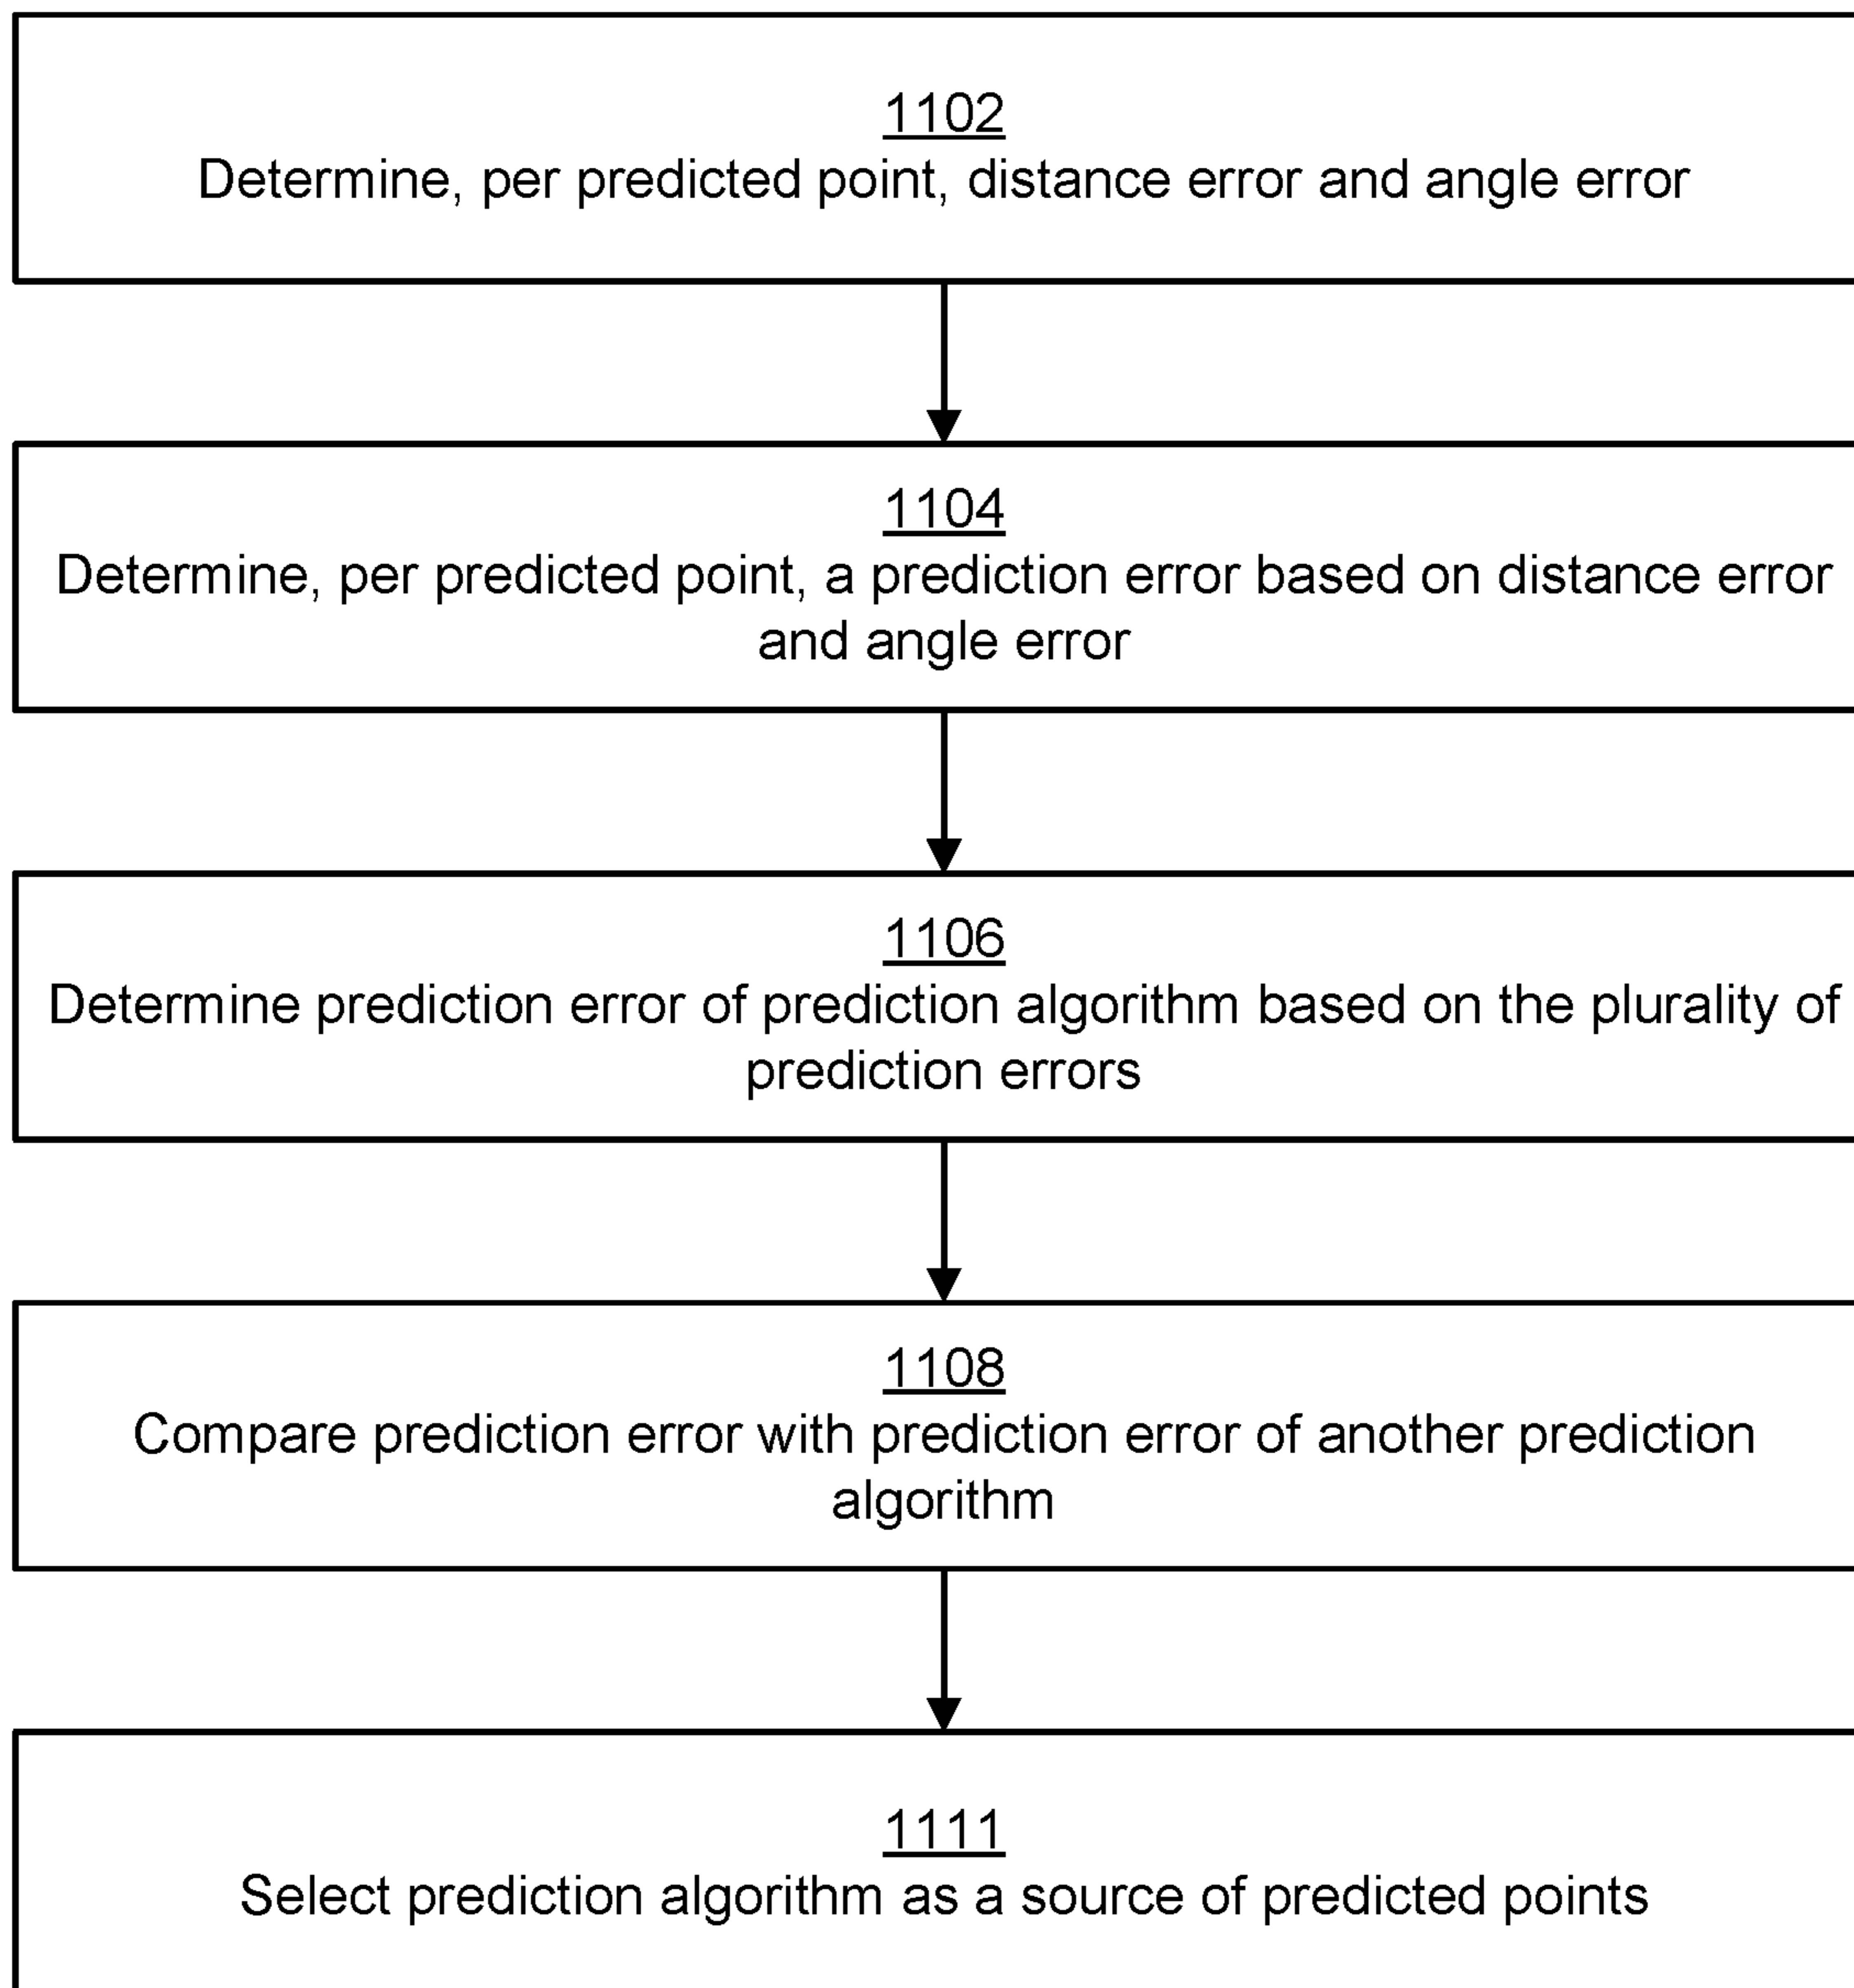 1102
Determine, per predicted point, distance error and angle error
1104
Determine, per predicted point, a prediction error based on distance error
and angle error
1106
Determine prediction error of prediction algorithm based on the plurality of
prediction errors
1108
Compare prediction error with prediction error of another prediction
algorithm
1111
Select prediction algorithm as a source of predicted points